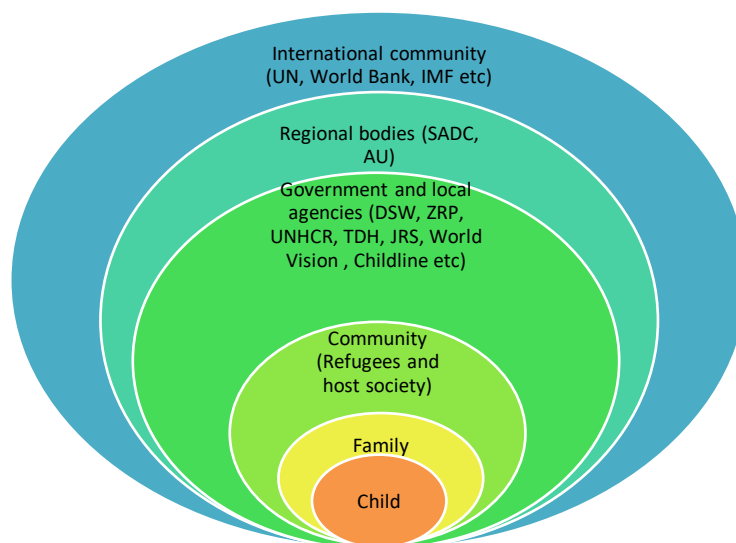 International community
(UN, World Bank, IMF etc)
Regional bodies (SADC,
AU)
Government and local
agencies (DSW, ZRP,
UNHCR, TDH, JRS, World
Vision , Childline etc)
Community
(Refugees and
host society)
Family
Child